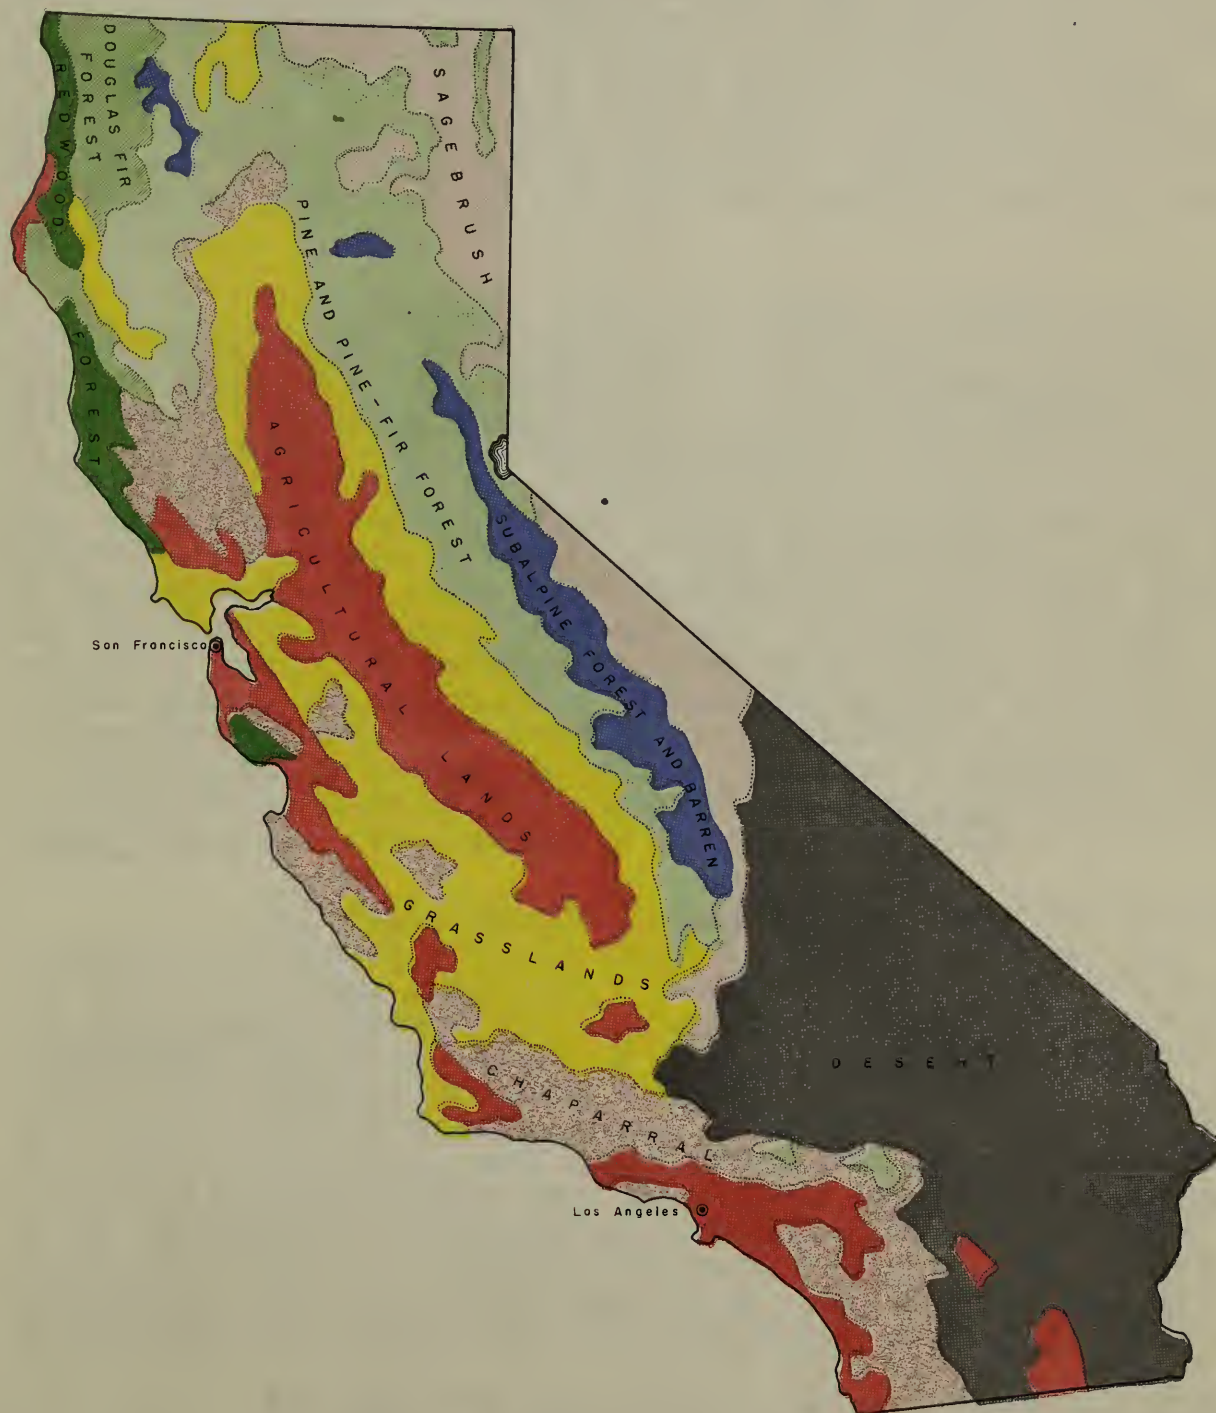 DOUGLAS FIR
FOREST
REDWOOD
FOREST
SAGEBRUSH
PINE AND PINE-FIR FOREST
AGRICULTURAL LANDS
SUBALPINE FOREST AND BARREN
San Francisco
GRASSLANDS
DESERT
CHAPARRAL
Los Angeles